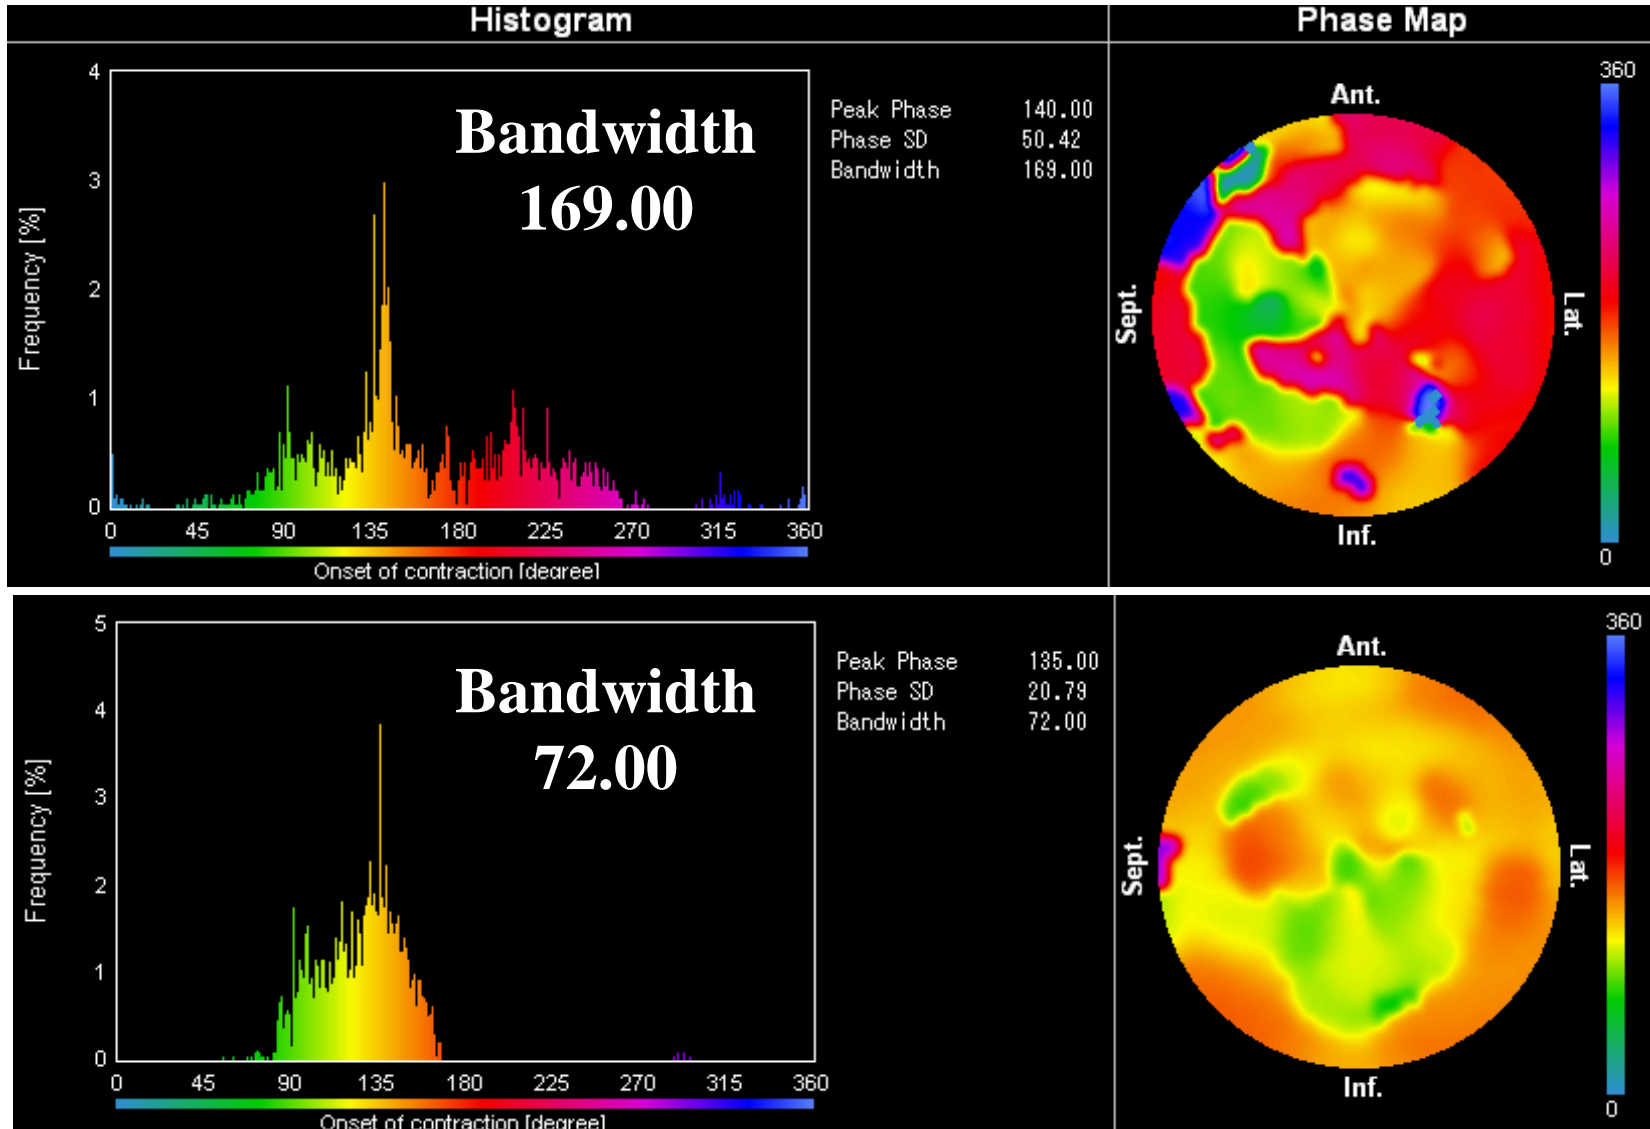 Histogram
Phase Map
4
3
2
1
0
Frequency [%]
Bandwidth
169.00
0 45 90 135 180 225 270 315 360
Onset of contraction [degree]
Peak Phase 140.00
Phase SD 50.42
Bandwidth 169.00
Ant.
Sept.
Lat.
Inf.
360
0
5
4
3
2
1
0
Frequency [%]
Bandwidth
72.00
0 45 90 135 180 225 270 315 360
Onset of contraction [degree]
Peak Phase 135.00
Phase SD 20.79
Bandwidth 72.00
Ant.
Sept.
Lat.
Inf.
360
0